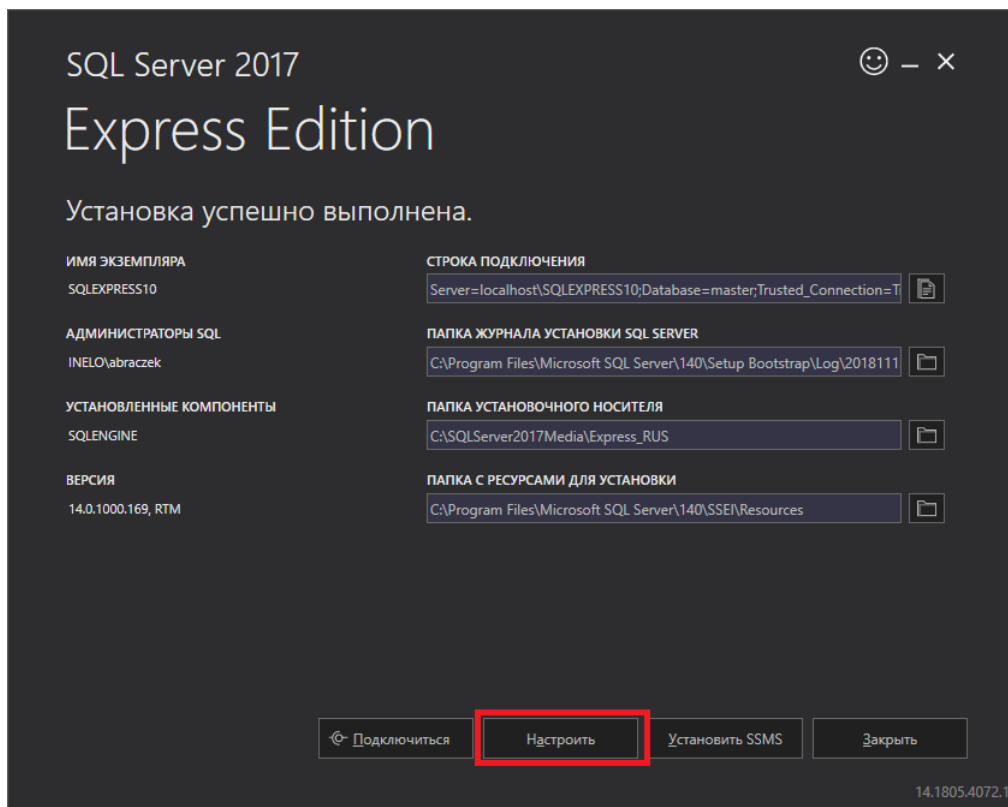 SQL Server 2017
Express Edition
Установка успешно выполнена.
ИМЯ ЭКЗЕМПЛЯРА
SQLEXPRESS10
СТРОКА ПОДКЛЮЧЕНИЯ
Server=localhost\SQLEXPRESS10;Database=master;Trusted_Connection=T
АДМИНИСТРАТОРЫ SQL
INELO\abraczek
ПАПКА ЖУРНАЛА УСТАНОВКИ SQL SERVER
C:\Program Files\Microsoft SQL Server\140\Setup Bootstrap\Log\2018111
УСТАНОВЛЕННЫЕ КОМПОНЕНТЫ
SQLENGINE
ПАПКА УСТАНОВОЧНОГО НОСИТЕЛЯ
C:\SQLServer2017Media\Express_RUS
ВЕРСИЯ
14.0.1000.169, RTM
ПАПКА С РЕСУРСАМИ ДЛЯ УСТАНОВКИ
C:\Program Files\Microsoft SQL Server\140\SSEI\Resources
Подключиться
Настроить
Установить SSMS
Закрыть
14.1805.4072.1